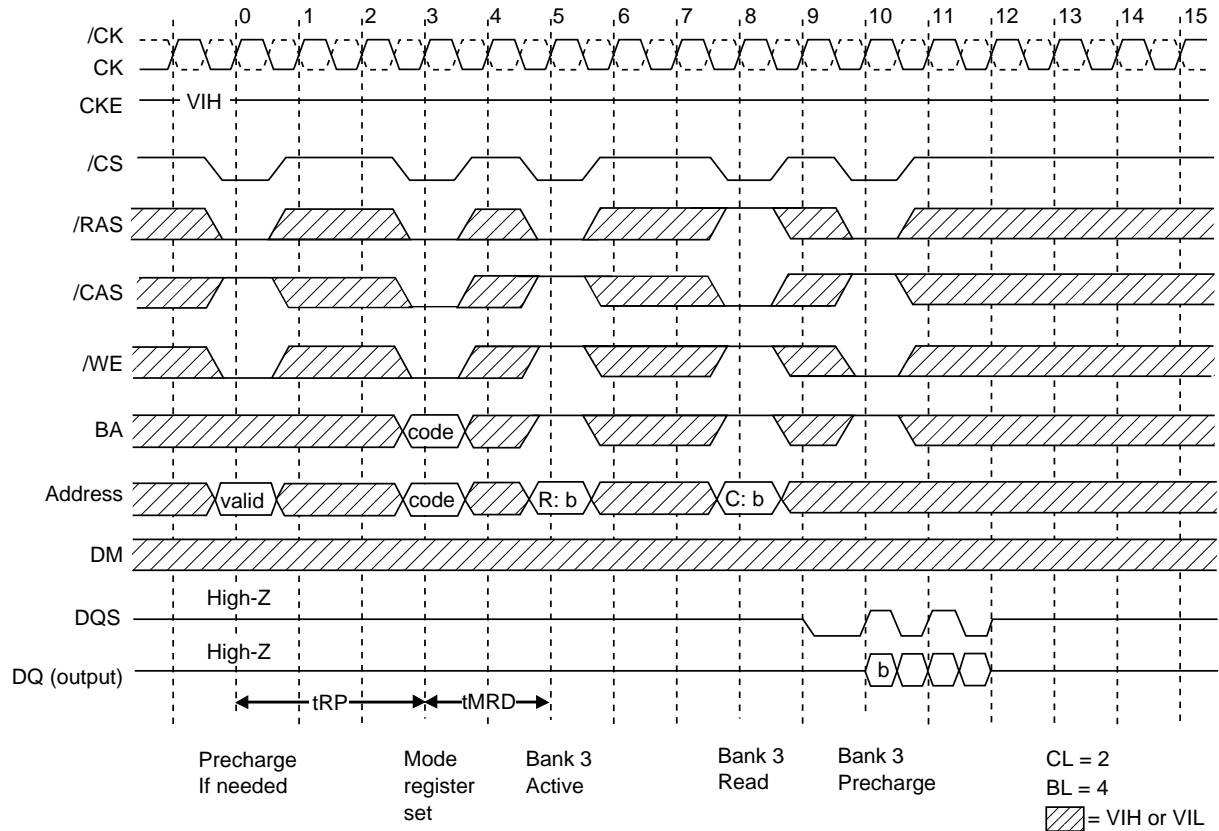 0 1 2 3 4 5 6 7 8 9 10 11 12 13 14 15
/CK
CK
CKE VIH
/CS
/RAS
/CAS
/WE
BA code
Address valid code R: b C: b
DM
High-Z
DQS
High-Z
DQ (output) b
tRP tMRD
Precharge
If needed
Mode
register
set
Bank 3
Active
Bank 3
Read
Bank 3
Precharge
CL = 2
BL = 4
= VIH or VIL